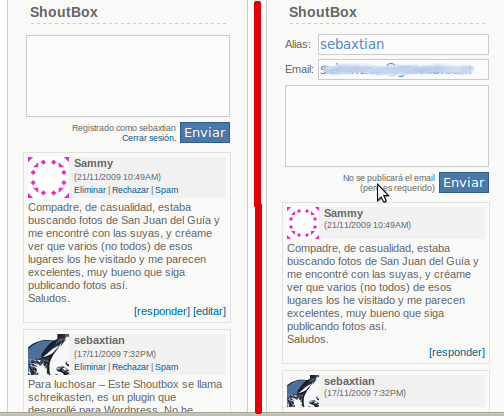 ShoutBox
Registrado como sebaxtian
Cerrar sesión.
Enviar
Sammy
(21/11/2009 10:49AM)
Eliminar | Rechazar | Spam
Compadre, de casualidad, estaba
buscando fotos de San Juan del Guía y
me encontré con las suyas, y créame
ver que varios (no todos) de esos
lugares los he visitado y me parecen
excelentes, muy bueno que siga
publicando fotos así.
Saludos.
[responder] [editar]
sebaxtian
(17/11/2009 7:32PM)
Eliminar | Rechazar | Spam
Para luchosar – Este Shoutbox se llama
schreikasten, es un plugin que
desarrollé para Wordpress. No he
ShoutBox
Alias:
sebaxtian
Email:
No se publicará el email
(pero es requerido)
Enviar
Sammy
(21/11/2009 10:49AM)
Compadre, de casualidad, estaba
buscando fotos de San Juan del Guía y
me encontré con las suyas, y créame
ver que varios (no todos) de esos
lugares los he visitado y me parecen
excelentes, muy bueno que siga
publicando fotos así.
Saludos.
[responder]
sebaxtian
(17/11/2009 7:32PM)